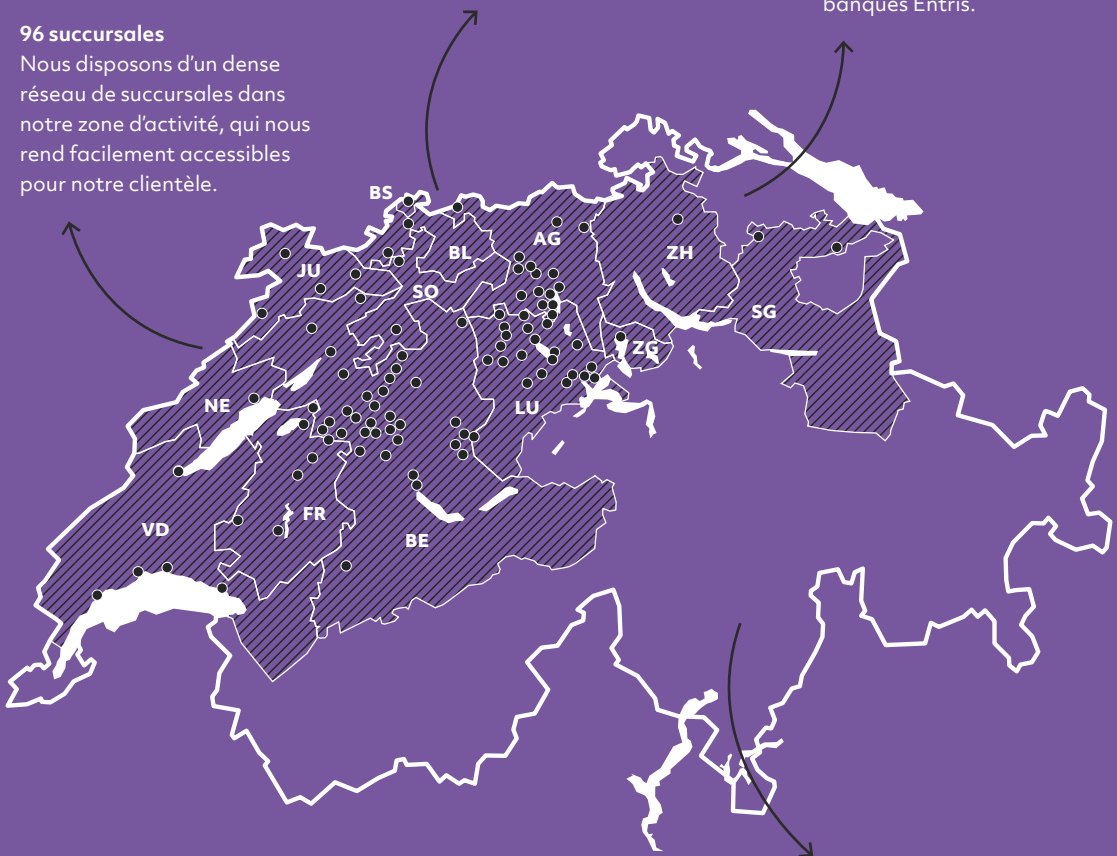 banques Entris.
96 succursales
Nous disposons d'un dense
réseau de succursales dans
notre zone d'activité, qui nous
rend facilement accessibles
pour notre clientèle.
BS
BL
AG
ZH
JU
SO
SG
ZG
NE
LU
FR
VD
BE